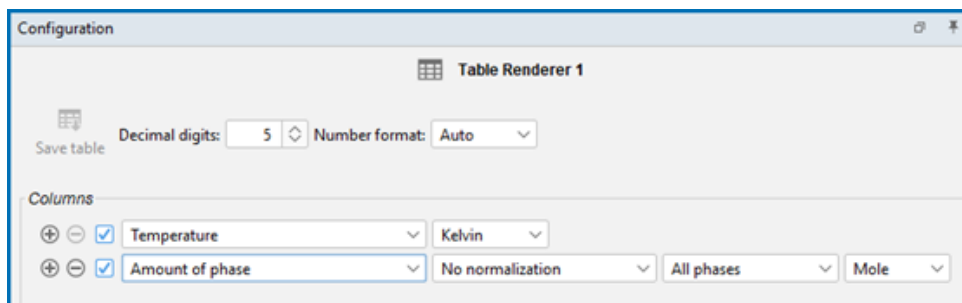 Configuration
Table Renderer 1
Save table
Decimal digits: 5 Number format: Auto
Columns
Temperature Kelvin
Amount of phase No normalization All phases Mole